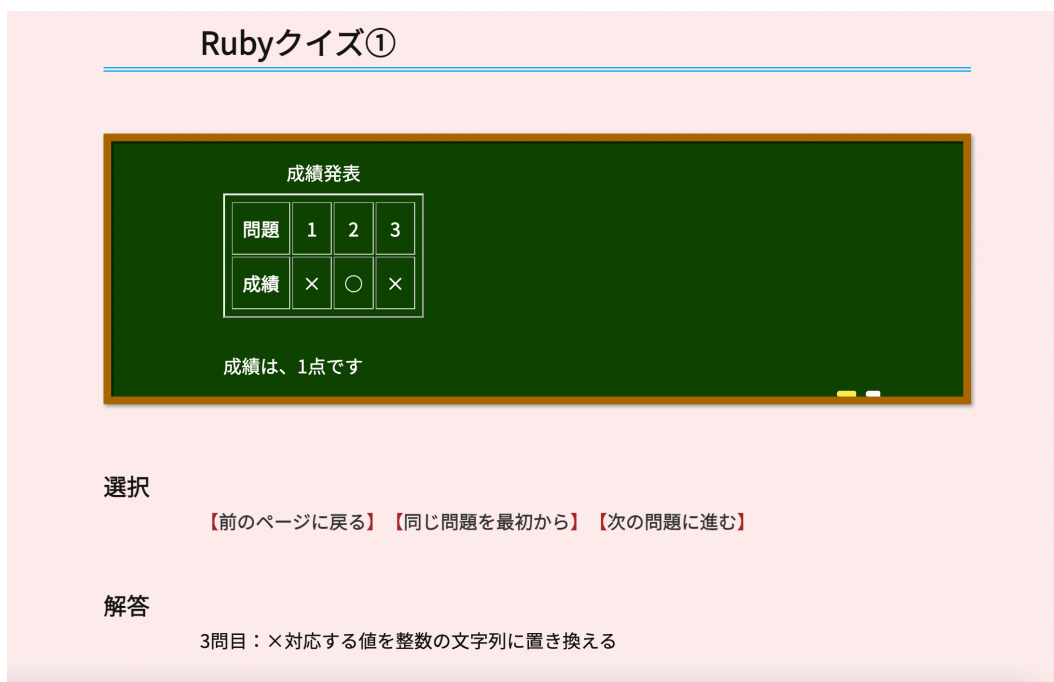 Rubyクイズ①
成績発表
問題 1 2 3
成績 × ○ ×
成績は、1点です
選択
【前のページに戻る】【同じ問題を最初から】【次の問題に進む】
解答
3問目：×対応する値を整数の文字列に置き換える